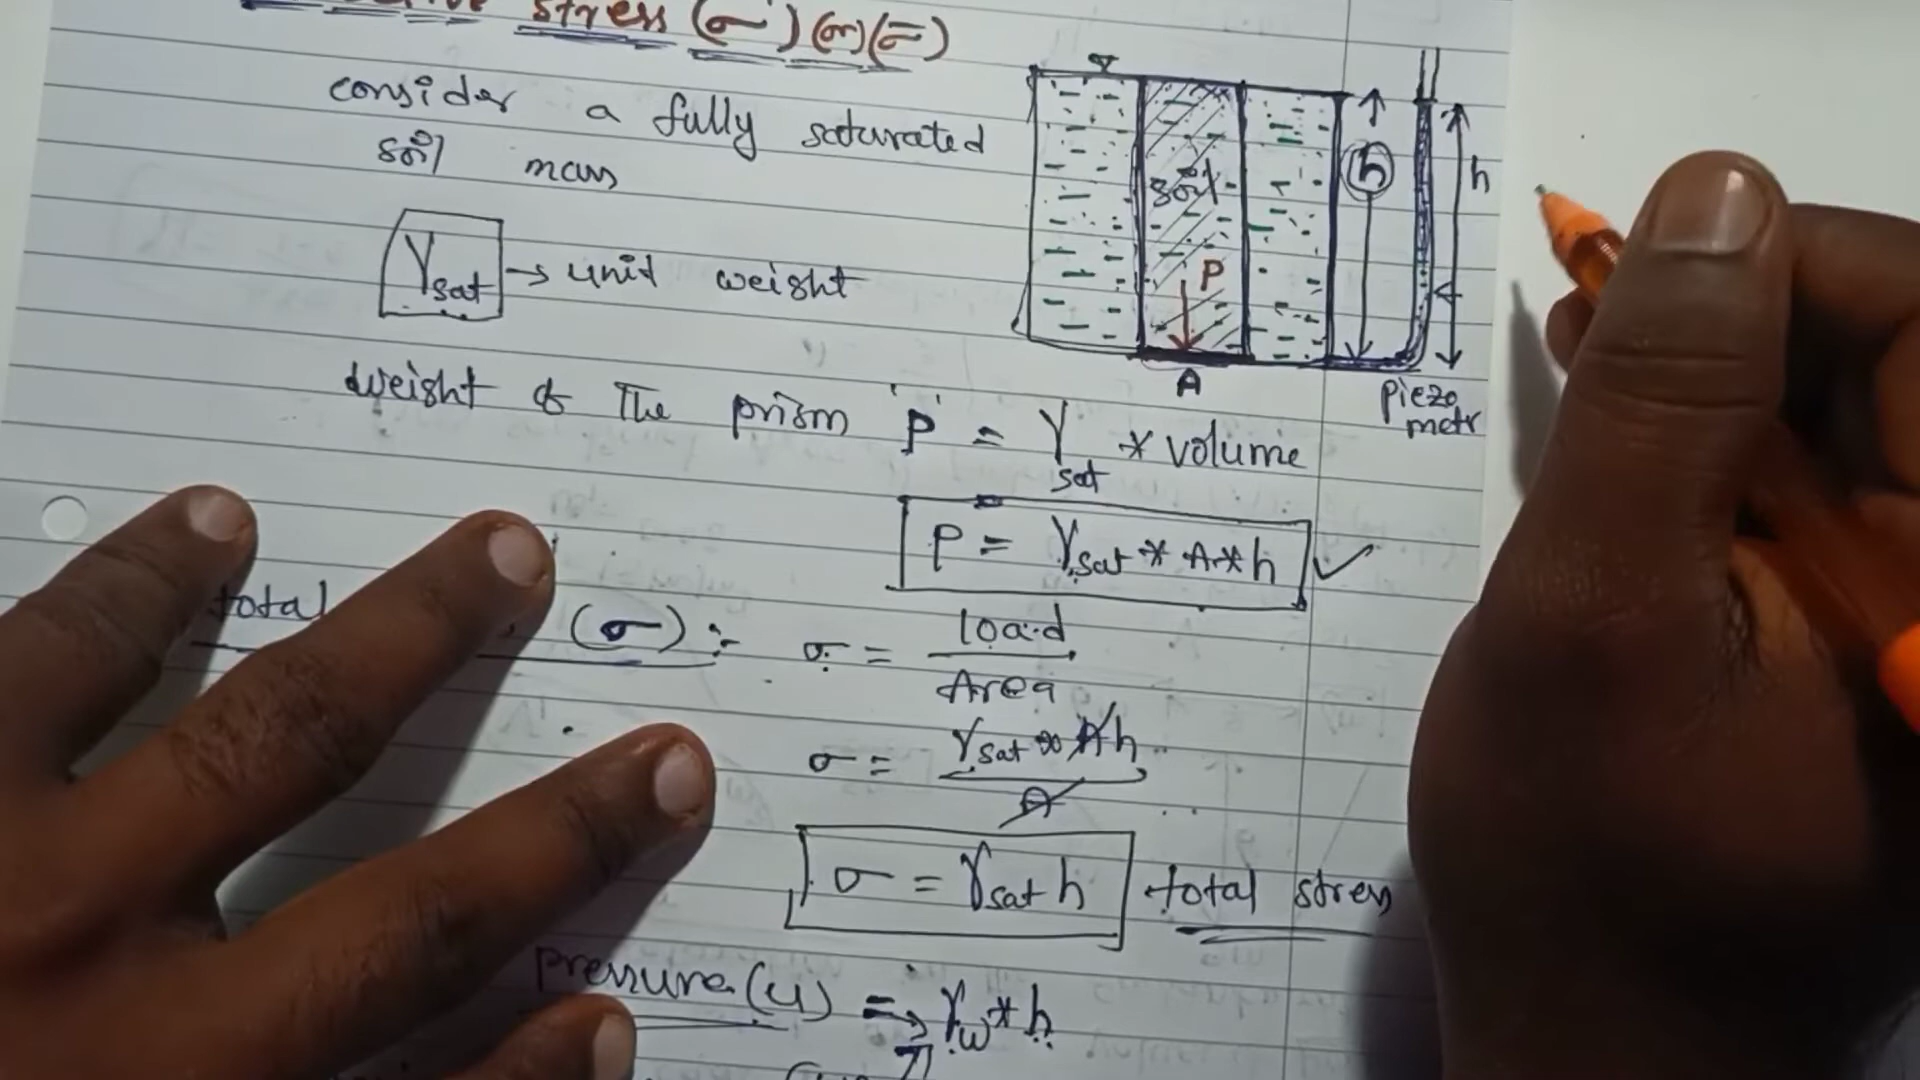 stress (σ') (or) (σ̅)
consider a fully saturated
soil mass
γsat → unit weight
weight of the prism 'P' = γsat * volume
P = γsat * A * h ✓
total (σ) :- σ = load / Area
σ = γsat * A h / A
σ = γsat h total stress
pressure (u) => γw * h
soil
P
A
h
h
piezo
metr